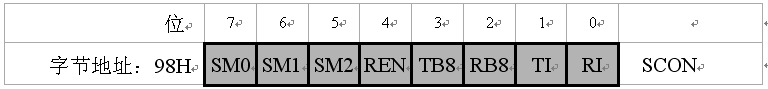 位 7 6 5 4 3 2 1 0
字节地址：98H SM0 SM1 SM2 REN TB8 RB8 TI RI SCON